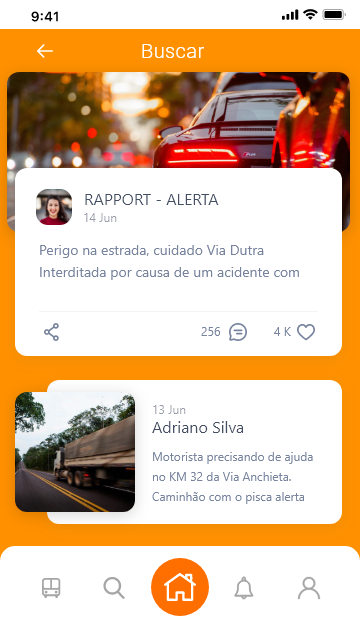 9:41
Buscar
RAPPORT - ALERTA
14 Jun
Perigo na estrada, cuidado Via Dutra
Interditada por causa de um acidente com
256
4 K
13 Jun
Adriano Silva
Motorista precisando de ajuda
no KM 32 da Via Anchieta.
Caminhão com o pisca alerta